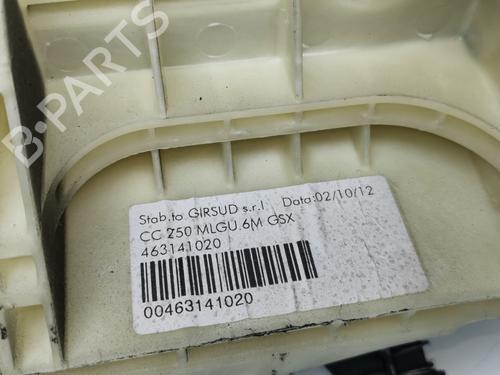 B-PARTS
Stab.to GIRSUD s.r.l. Data:02/10/12
CC 250 MLGU 6M GSX
463141020
00463141020